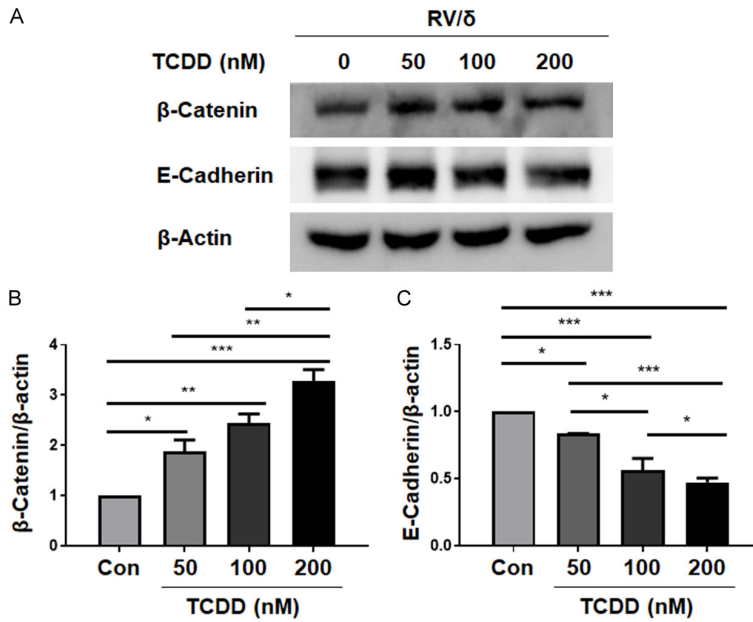 A
RV/δ
TCDD (nM) 0 50 100 200
β-Catenin
E-Cadherin
β-Actin
B
*
**
***
**
*
β-Catenin/β-actin
4
3
2
1
0
Con 50 100 200
TCDD (nM)
C
***
***
*
***
*
*
E-Cadherin/β-actin
1.5
1.0
0.5
0.0
Con 50 100 200
TCDD (nM)